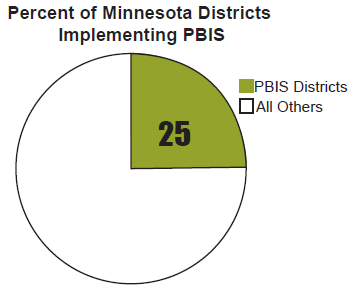 Percent of Minnesota Districts
Implementing PBIS
PBIS Districts
All Others
25